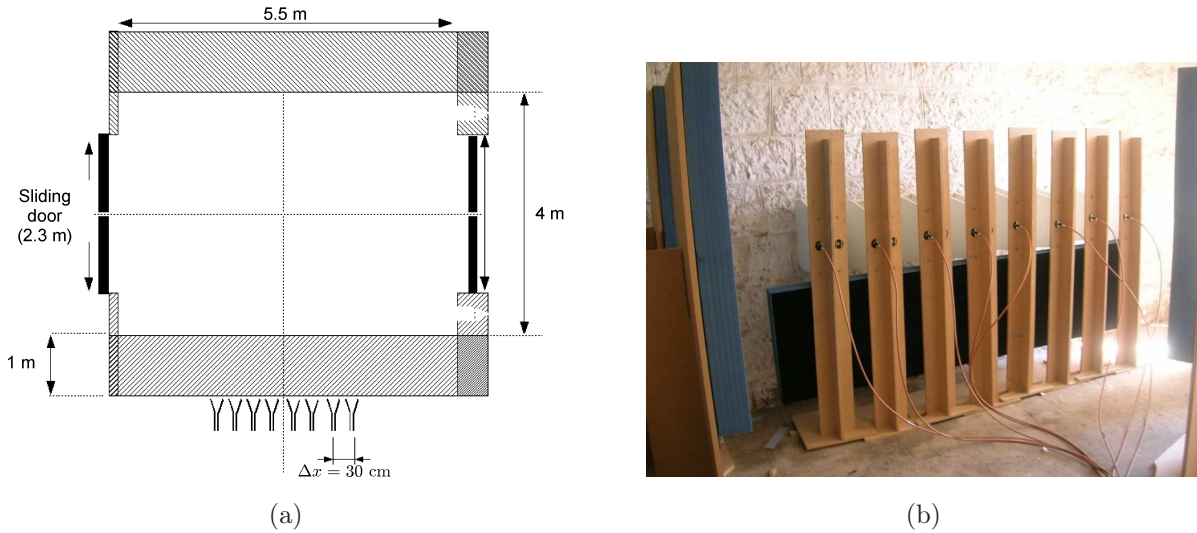 5.5 m
Sliding
door
(2.3 m)
4 m
1 m
Δx = 30 cm
(a)
(b)